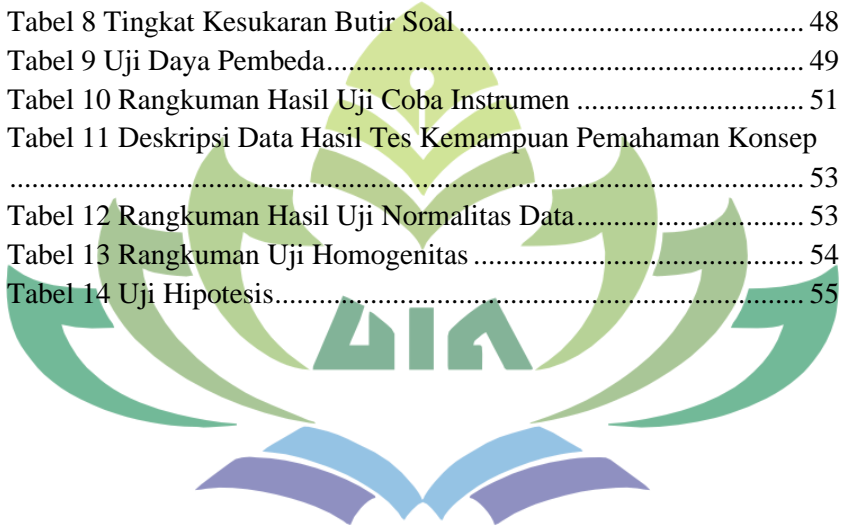 Tabel 8 Tingkat Kesukaran Butir Soal ............................................... 48
Tabel 9 Uji Daya Pembeda................................................................. 49
Tabel 10 Rangkuman Hasil Uji Coba Instrumen ............................... 51
Tabel 11 Deskripsi Data Hasil Tes Kemampuan Pemahaman Konsep
............................................................................................................ 53
Tabel 12 Rangkuman Hasil Uji Normalitas Data............................... 53
Tabel 13 Rangkuman Uji Homogenitas ............................................. 54
Tabel 14 Uji Hipotesis........................................................................ 55
UIN